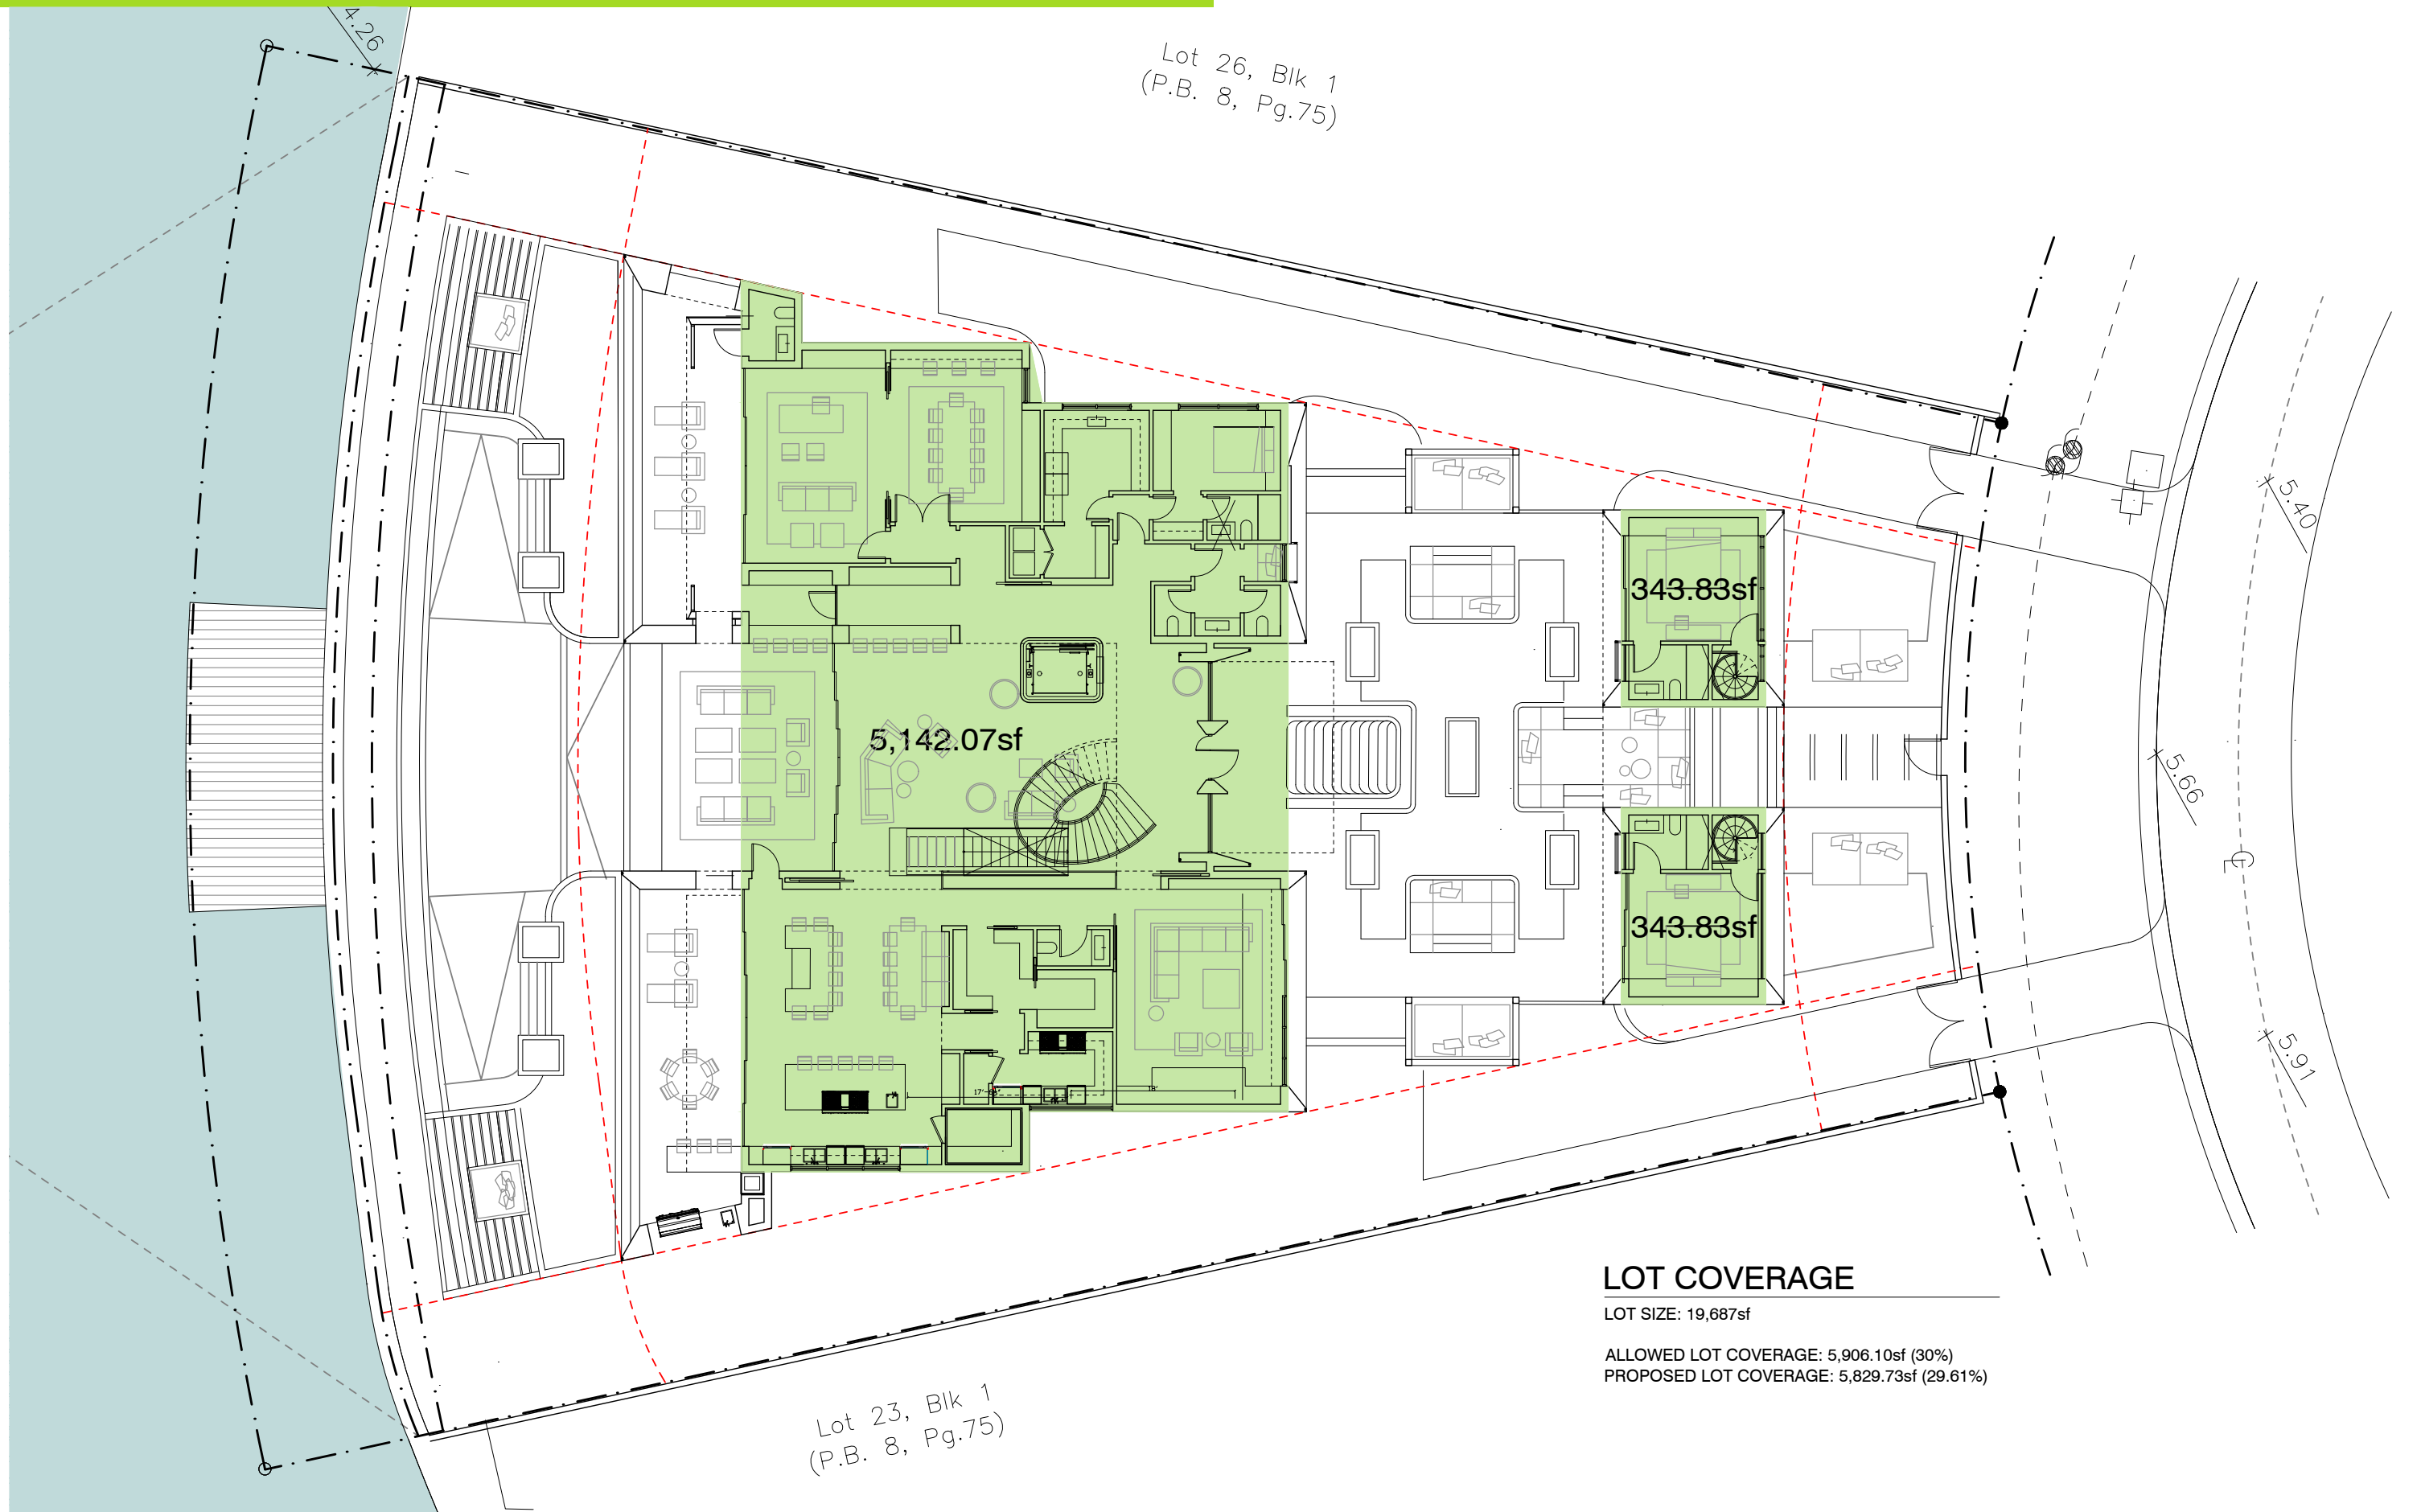 4.26
Lot 26, Blk 1
(P.B. 8, Pg.75)
5.40
343.83sf
5,142.07sf
5.66
343.83sf
5.91
LOT COVERAGE
LOT SIZE: 19,687sf
ALLOWED LOT COVERAGE: 5,906.10sf (30%)
PROPOSED LOT COVERAGE: 5,829.73sf (29.61%)
Lot 23, Blk 1
(P.B. 8, Pg.75)